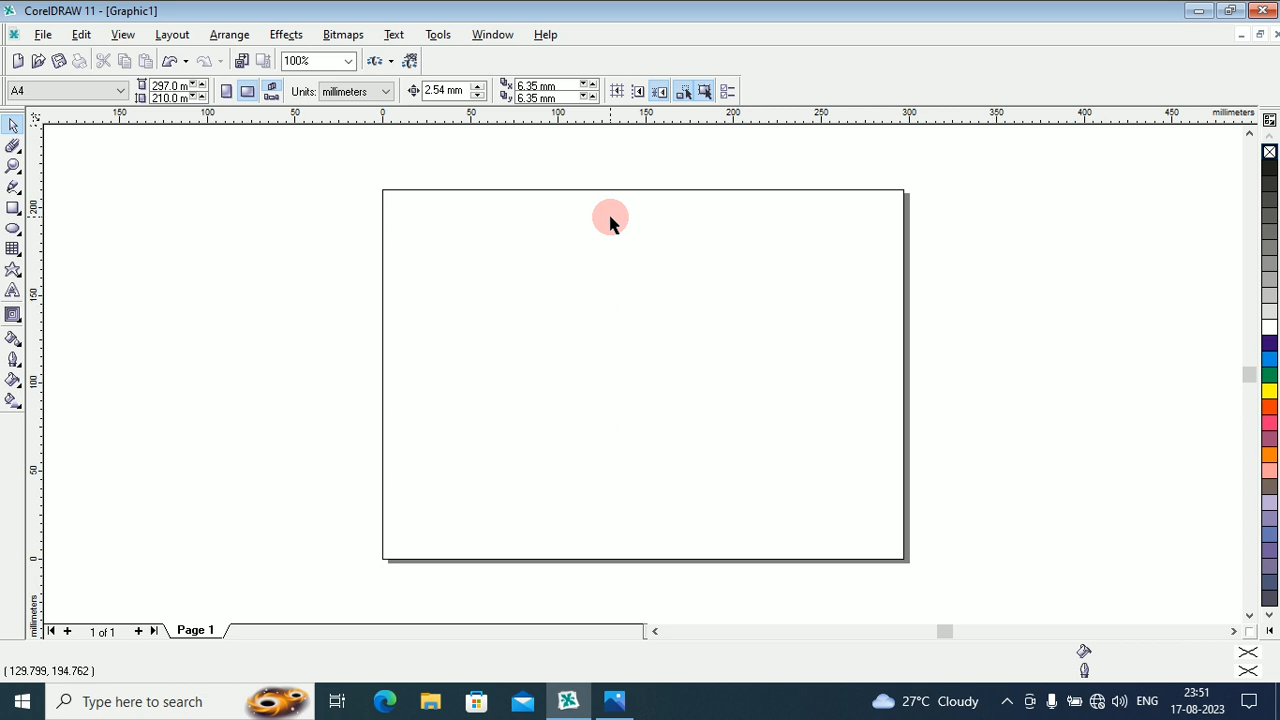 CorelDRAW 11 - [Graphic1]
File Edit View Layout Arrange Effects Bitmaps Text Tools Window Help
100%
A4 297.0 m 210.0 m Units: millimeters 2.54 mm 6.35 mm 6.35 mm
150 100 50 0 50 100 150 200 250 300 350 400 450 millimeters
200
150
100
50
0
millimeters
1 of 1 Page 1
( 129.799, 194.762 )
Type here to search 27°C Cloudy ENG 23:51
17-08-2023